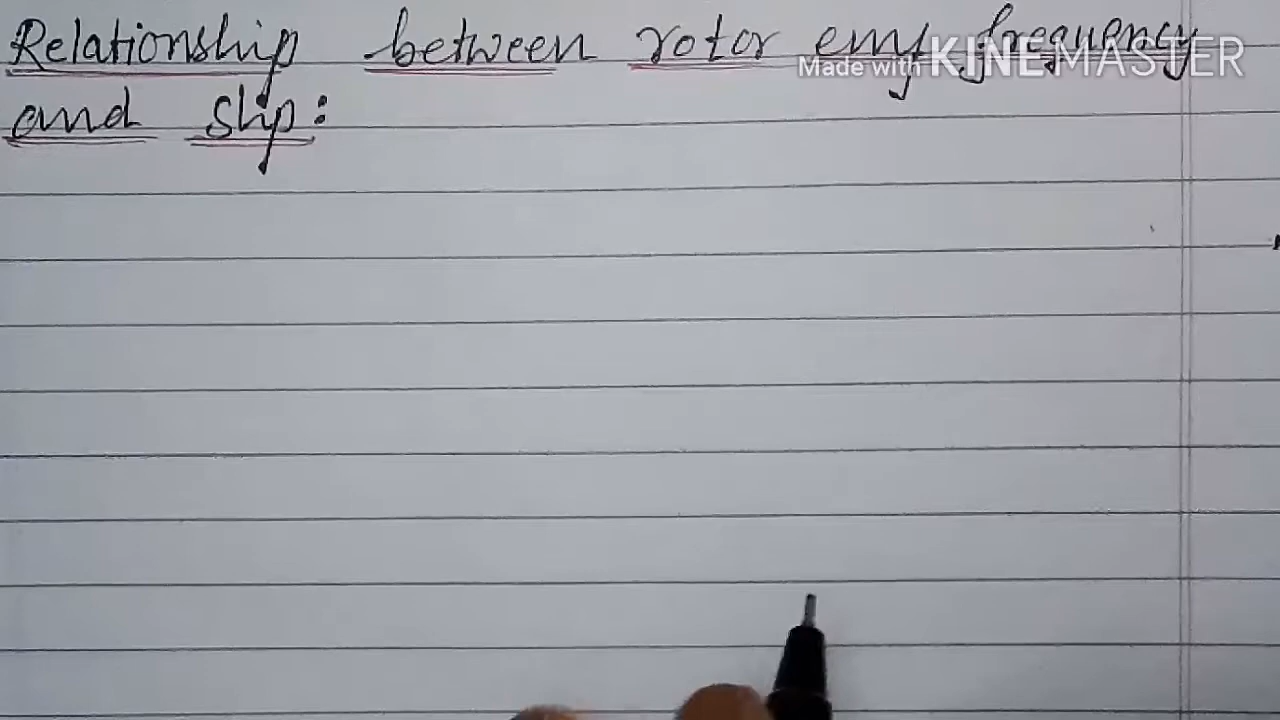 Relationship between rotor emf frequency
Made with KINEMASTER
and slip: